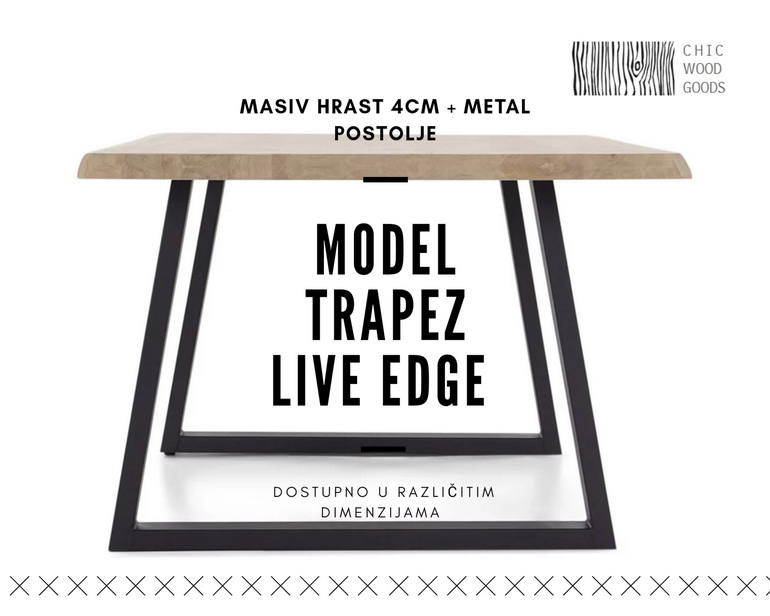 CHIC
WOOD
GOODS
MASIV HRAST 4CM + METAL
POSTOLJE
MODEL
TRAPEZ
LIVE EDGE
DOSTUPNO U RAZLIČITIM
DIMENZIJAMA